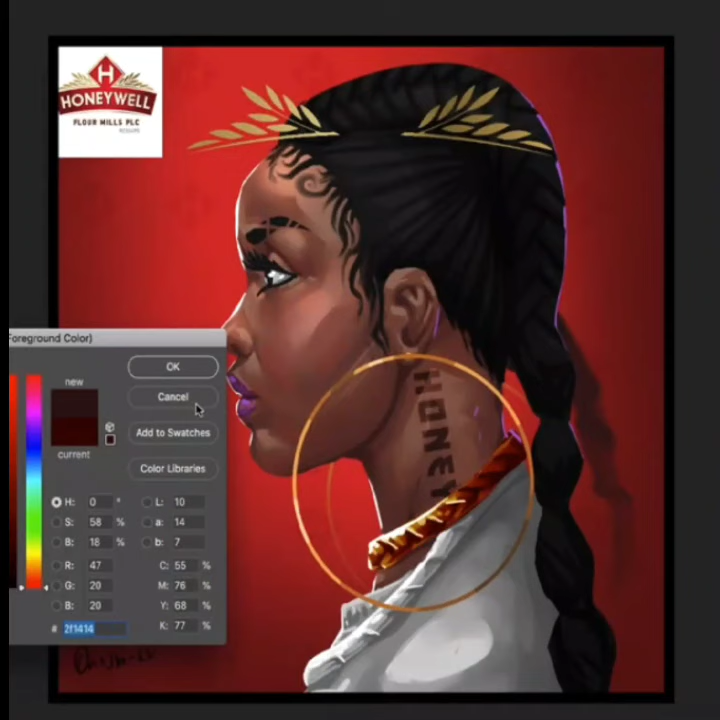 H
HONEYWELL
FLOUR MILLS PLC
HONEY
Foreground Color)
new
current
OK
Cancel
Add to Swatches
Color Libraries
H: 0 °
S: 58 %
B: 18 %
R: 47
G: 20
B: 20
# 2f1414
L: 10
a: 14
b: 7
C: 55 %
M: 76 %
Y: 68 %
K: 77 %